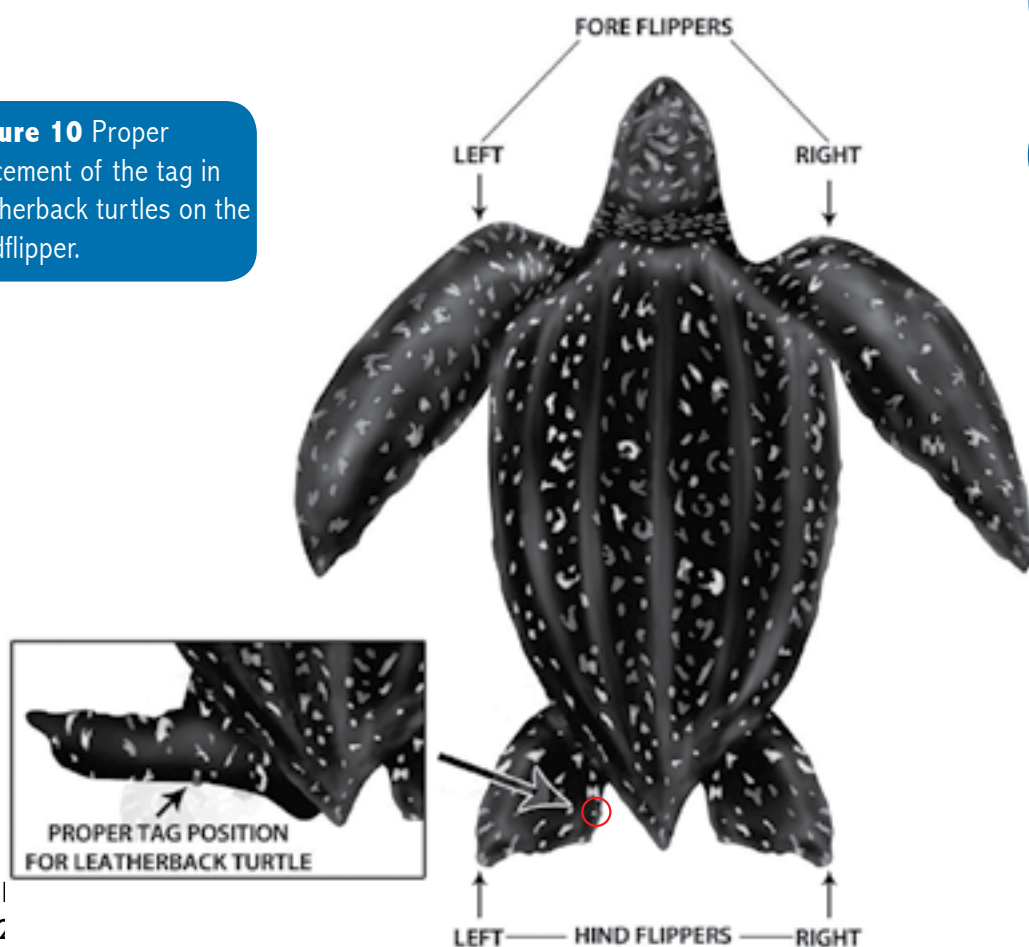 FORE FLIPPERS
ure 10 Proper
cement of the tag in
herback turtles on the
dflipper.
LEFT
RIGHT
PROPER TAG POSITION
FOR LEATHERBACK TURTLE
LEFT
HIND FLIPPERS
RIGHT